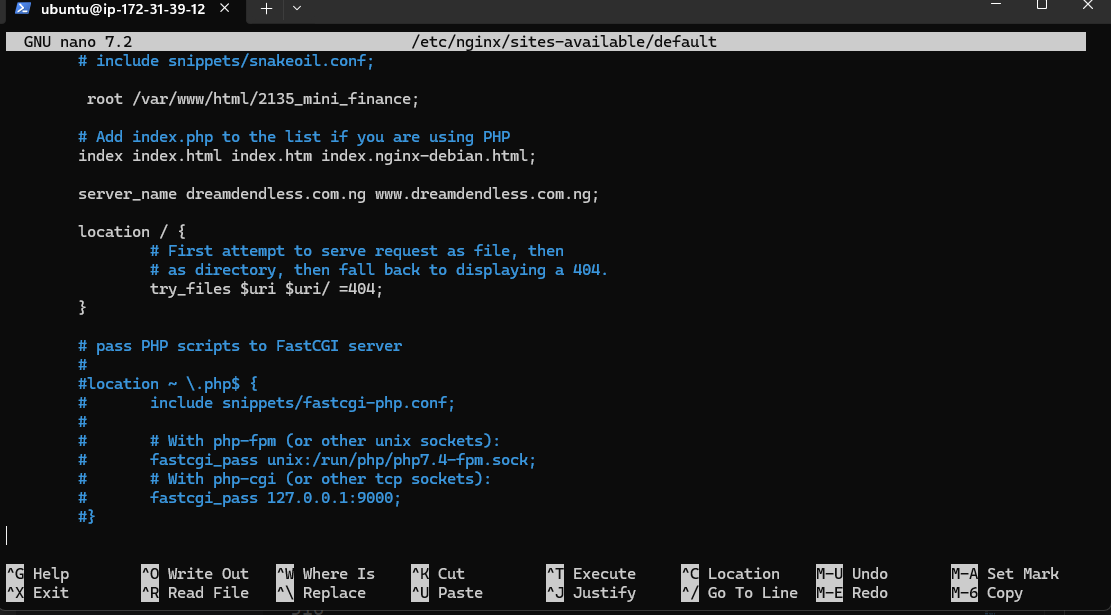 ubuntu@ip-172-31-39-12
GNU nano 7.2 /etc/nginx/sites-available/default
# include snippets/snakeoil.conf;
root /var/www/html/2135_mini_finance;
# Add index.php to the list if you are using PHP
index index.html index.htm index.nginx-debian.html;
server_name dreamdendless.com.ng www.dreamdendless.com.ng;
location / {
# First attempt to serve request as file, then
# as directory, then fall back to displaying a 404.
try_files $uri $uri/ =404;
}
# pass PHP scripts to FastCGI server
#
#location ~ \.php$ {
#       include snippets/fastcgi-php.conf;
#
#       # With php-fpm (or other unix sockets):
#       fastcgi_pass unix:/run/php/php7.4-fpm.sock;
#       # With php-cgi (or other tcp sockets):
#       fastcgi_pass 127.0.0.1:9000;
#}
^G Help ^O Write Out ^W Where Is ^K Cut ^T Execute ^C Location M-U Undo M-A Set Mark
^X Exit ^R Read File ^\ Replace ^U Paste ^J Justify ^/ Go To Line M-E Redo M-6 Copy